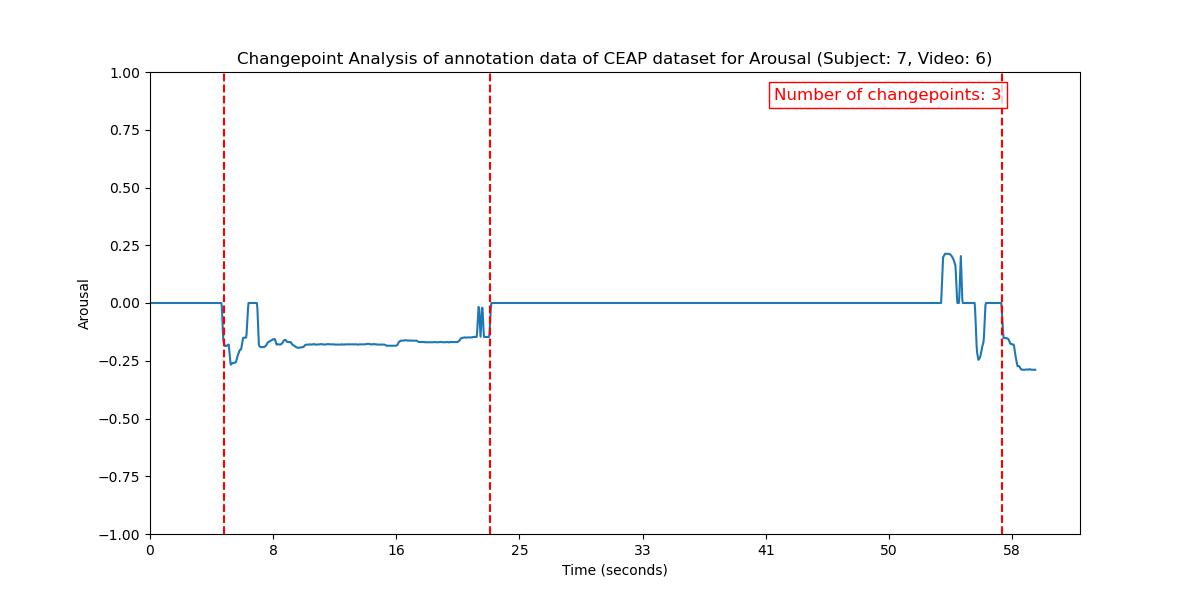 Changepoint Analysis of annotation data of CEAP dataset for Arousal (Subject: 7, Video: 6)
Number of changepoints: 3
1.00
0.75
0.50
0.25
0.00
−0.25
−0.50
−0.75
−1.00
Arousal
0 8 16 25 33 41 50 58
Time (seconds)